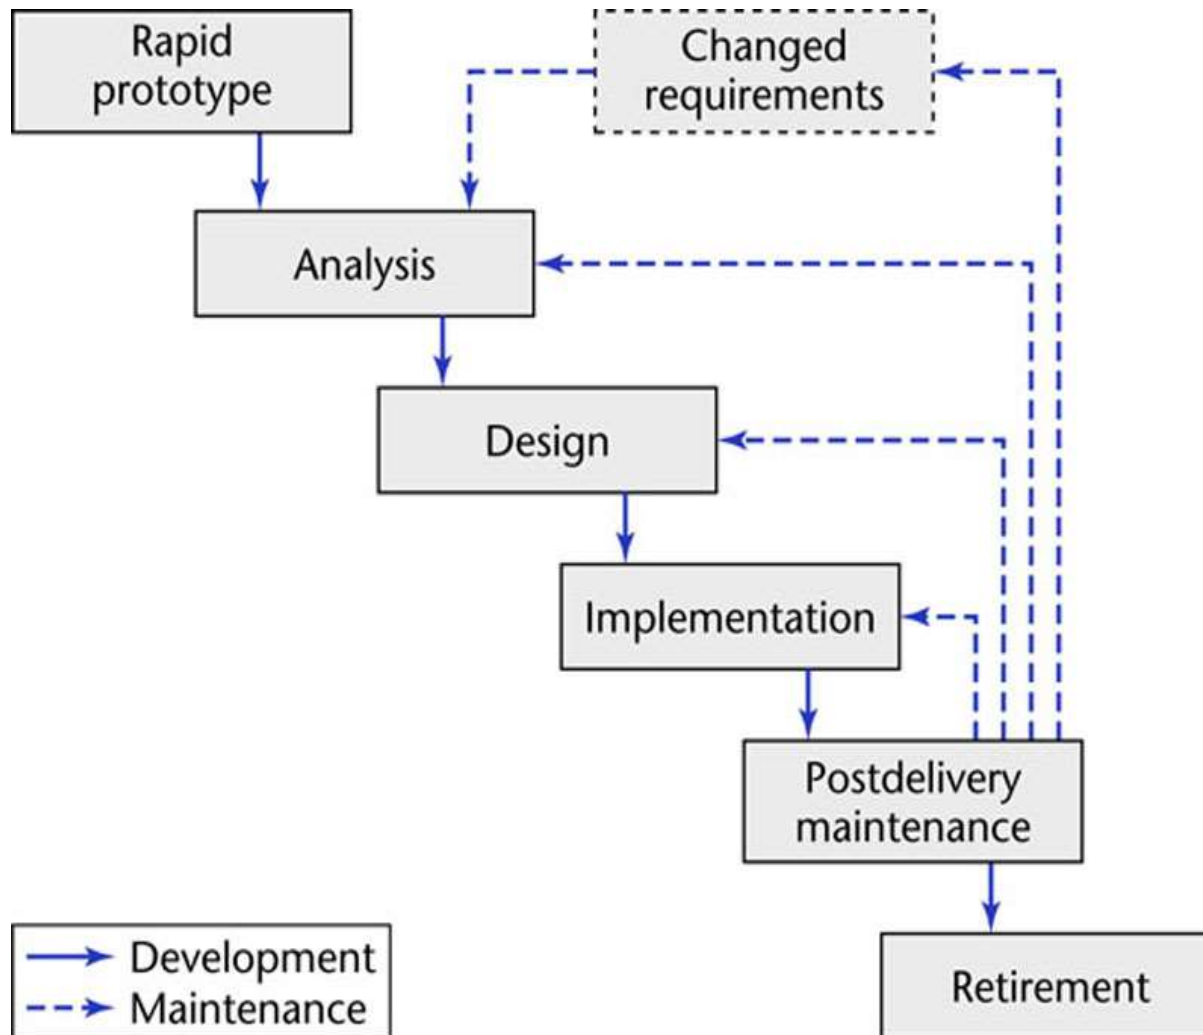 Rapid
prototype
Changed
requirements
Analysis
Design
Implementation
Postdelivery
maintenance
Development
Maintenance
Retirement